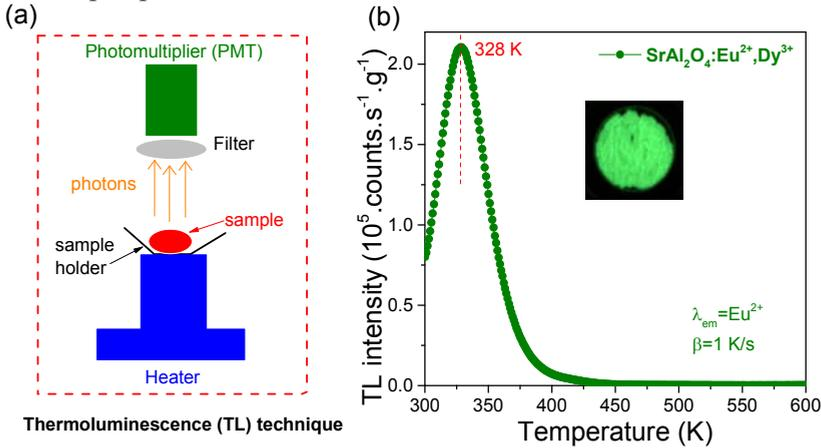 (a)
Photomultiplier (PMT)
Filter
photons
sample
sample
holder
Heater
Thermoluminescence (TL) technique
(b)
328 K
SrAl₂O₄:Eu²⁺,Dy³⁺
TL intensity (10⁵.counts.s⁻¹.g⁻¹)
2.0
1.5
1.0
0.5
0.0
λem=Eu²⁺
β=1 K/s
300 350 400 450 500 550 600
Temperature (K)